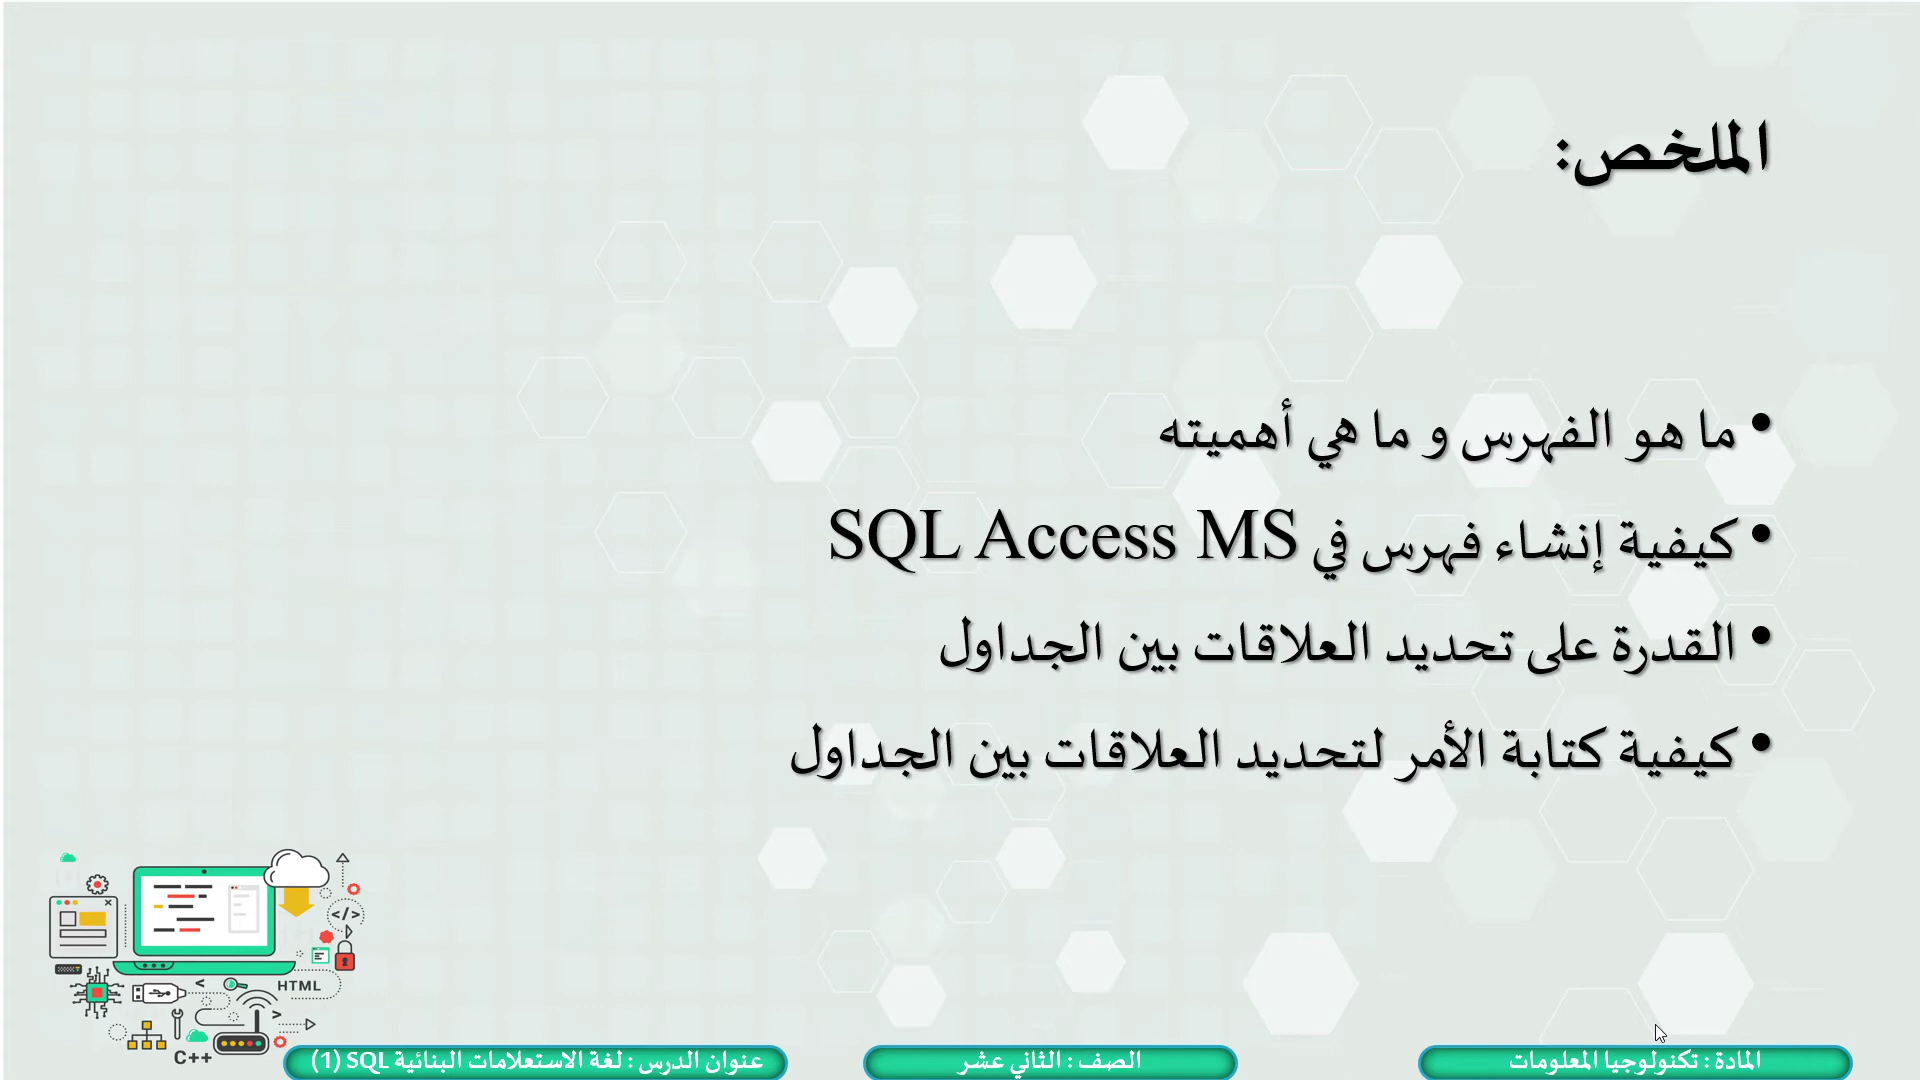 الملخص:
• ما هو الفهرس و ما هي أهميته
• كيفية إنشاء فهرس في SQL Access MS
• القدرة على تحديد العلاقات بين الجداول
• كيفية كتابة الأمر لتحديد العلاقات بين الجداول
</>
HTML
C++
المادة : تكنولوجيا المعلومات
الصف : الثاني عشر
عنوان الدرس : لغة الاستعلامات البنائية SQL (1)